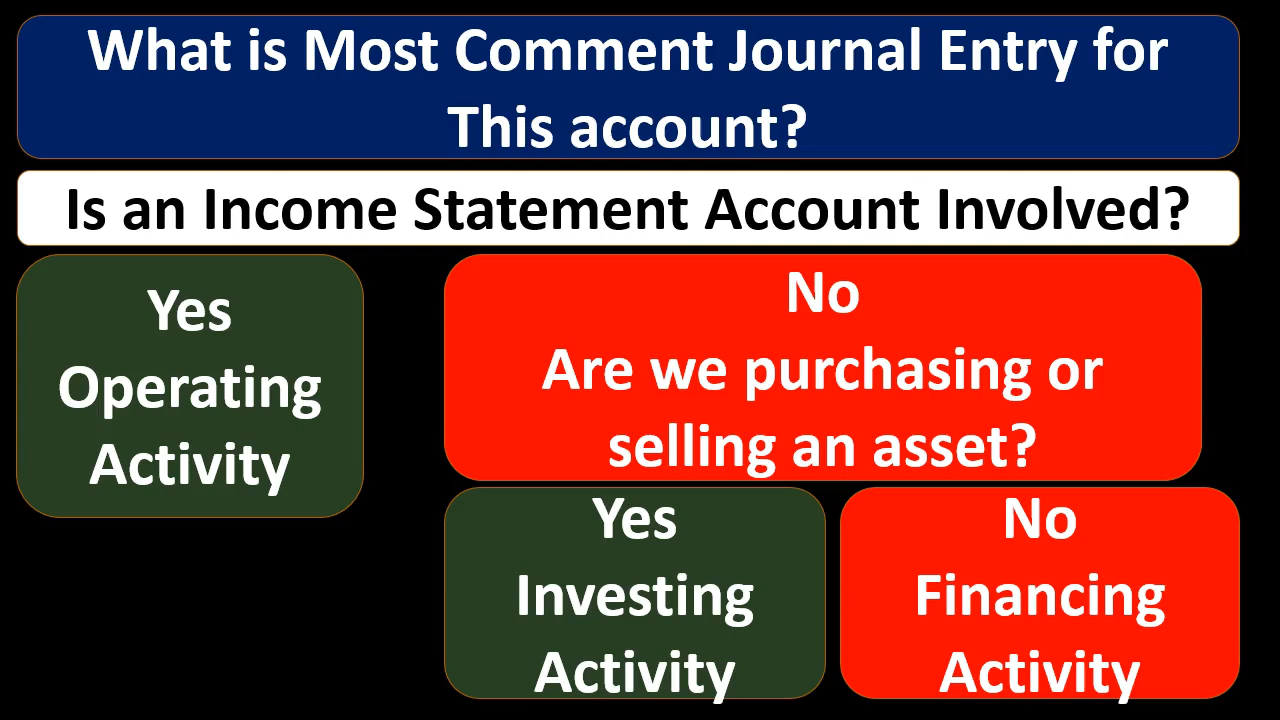 What is Most Comment Journal Entry for
This account?
Is an Income Statement Account Involved?
Yes
Operating
Activity
No
Are we purchasing or
selling an asset?
Yes
Investing
Activity
No
Financing
Activity